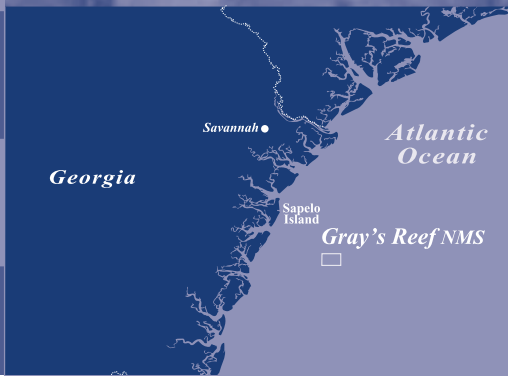 Savannah
Atlantic
Ocean
Georgia
Sapelo
Island
Gray's Reef NMS